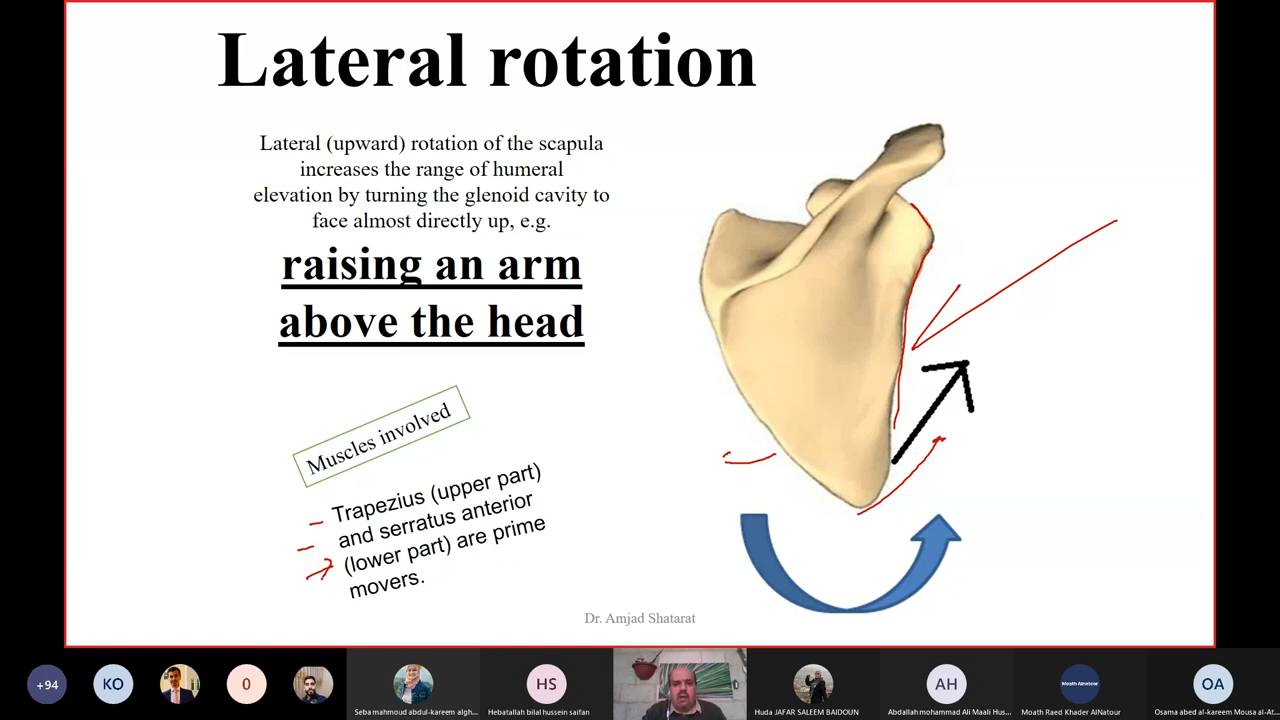 Lateral rotation
Lateral (upward) rotation of the scapula
increases the range of humeral
elevation by turning the glenoid cavity to
face almost directly up, e.g.
raising an arm
above the head
Muscles involved
Trapezius (upper part)
and serratus anterior
(lower part) are prime
movers.
Dr. Amjad Shatarat
+94
KO
0
Seba mahmoud abdul-kareem algh...
HS
Hebatallah bilal hussein saifan
Huda JAFAR SALEEM BAIDOUN
AH
Abdallah mohammad Ali Maali Hus...
Moath Alnatour
Moath Raed Khader AlNatour
OA
Osama abed al-kareem Mousa al-At...